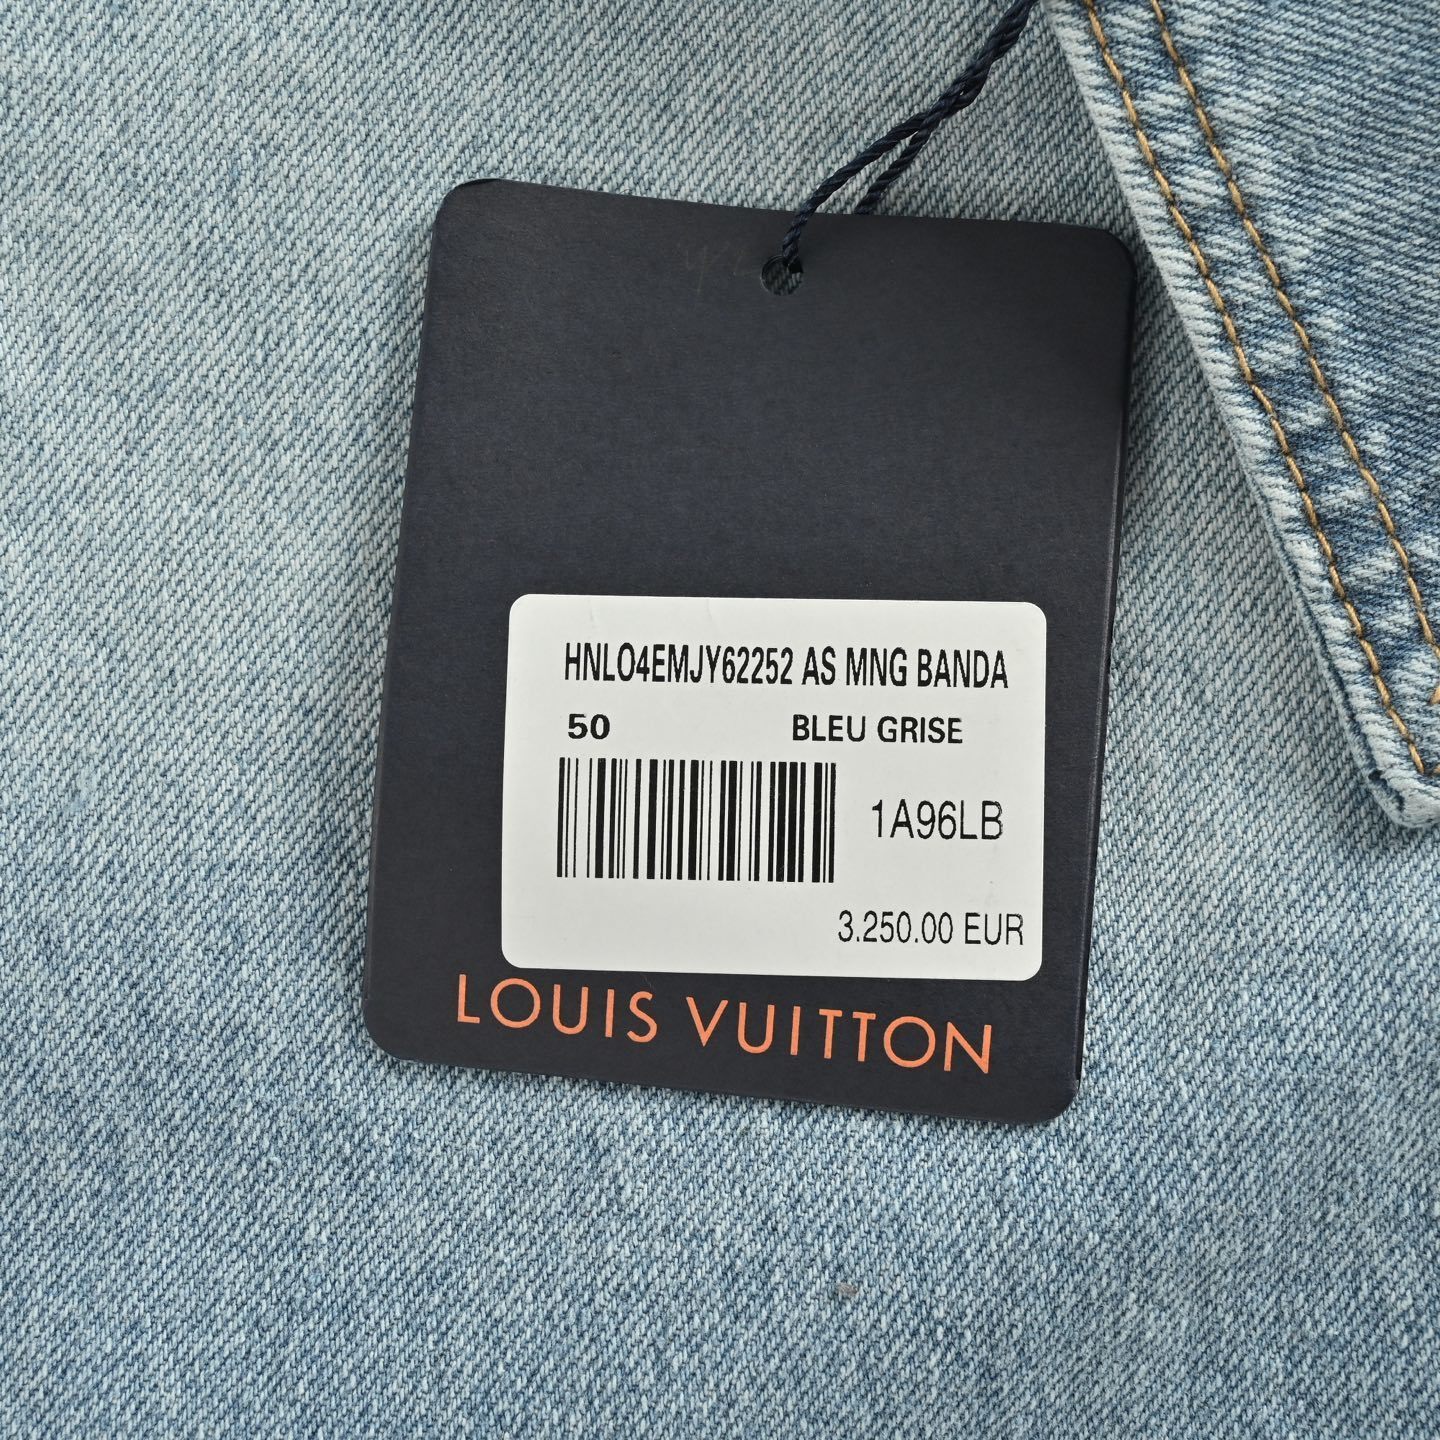 HNLO4EMJY62252 AS MNG BANDA
50 BLEU GRISE
1A96LB
3.250.00 EUR
LOUIS VUITTON